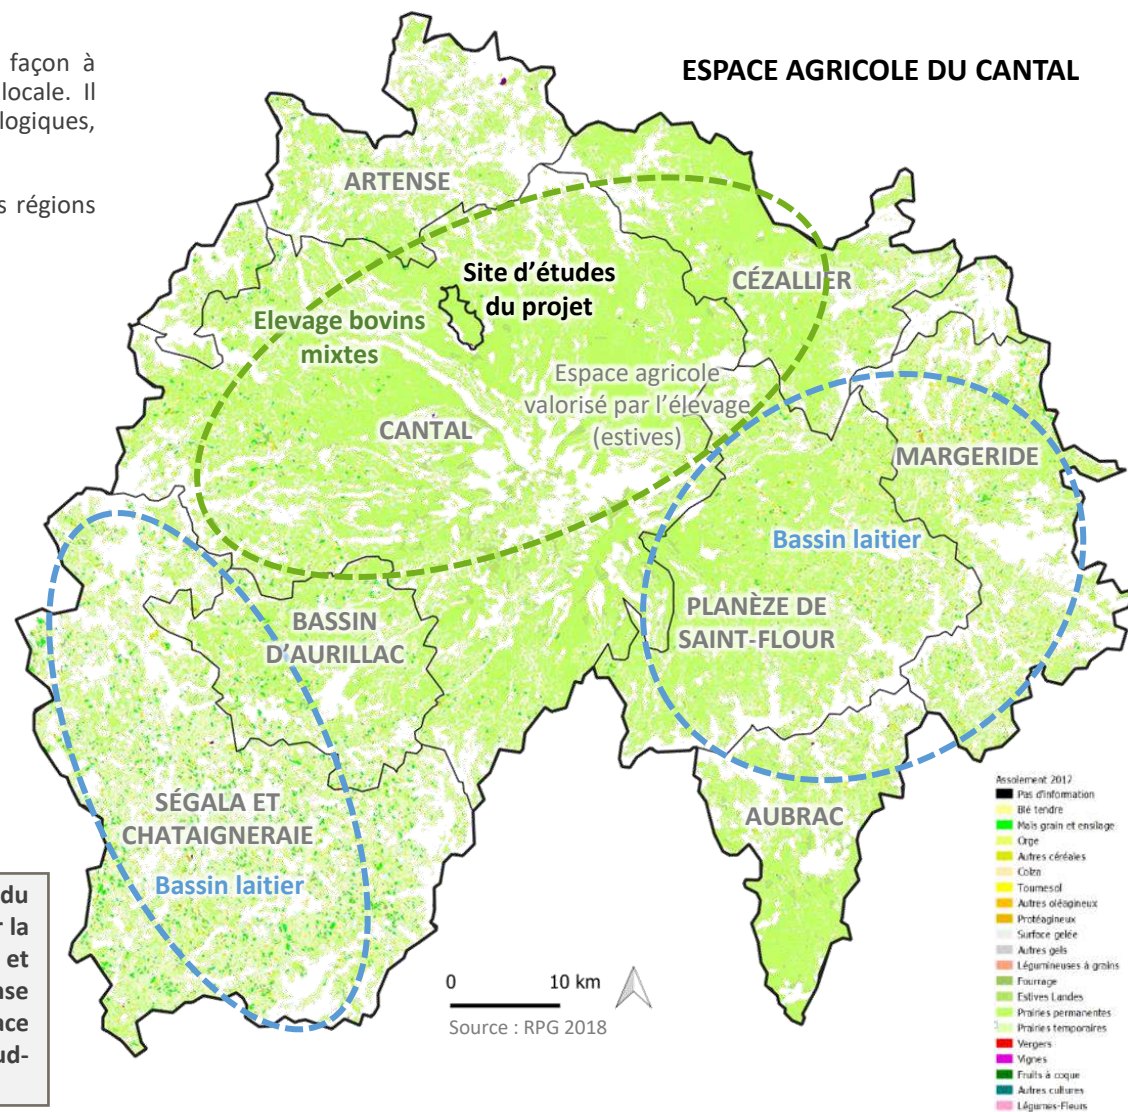 façon à
locale. Il
logiques,
s régions
ESPACE AGRICOLE DU CANTAL
ARTENSE
Site d'études
du projet
CÉZALLIER
Elevage bovins
mixtes
Espace agricole
valorisé par l'élevage
(estives)
CANTAL
MARGERIDE
Bassin laitier
PLANÈZE DE
SAINT-FLOUR
BASSIN
D'AURILLAC
SÉGALA ET
CHATAIGNERAIE
Bassin laitier
AUBRAC
du
r la
et
nse
ace
ud-
0 10 km
Source : RPG 2018
Assolement 2017
Pas d'information
Blé tendre
Maïs grain et ensilage
Orge
Autres céréales
Colza
Tournesol
Autres oléagineux
Protéagineux
Surface gelée
Autres gels
Légumineuses à grains
Fourrage
Estives Landes
Prairies permanentes
Prairies temporaires
Vergers
Vignes
Fruits à coque
Autres cultures
Légumes-Fleurs